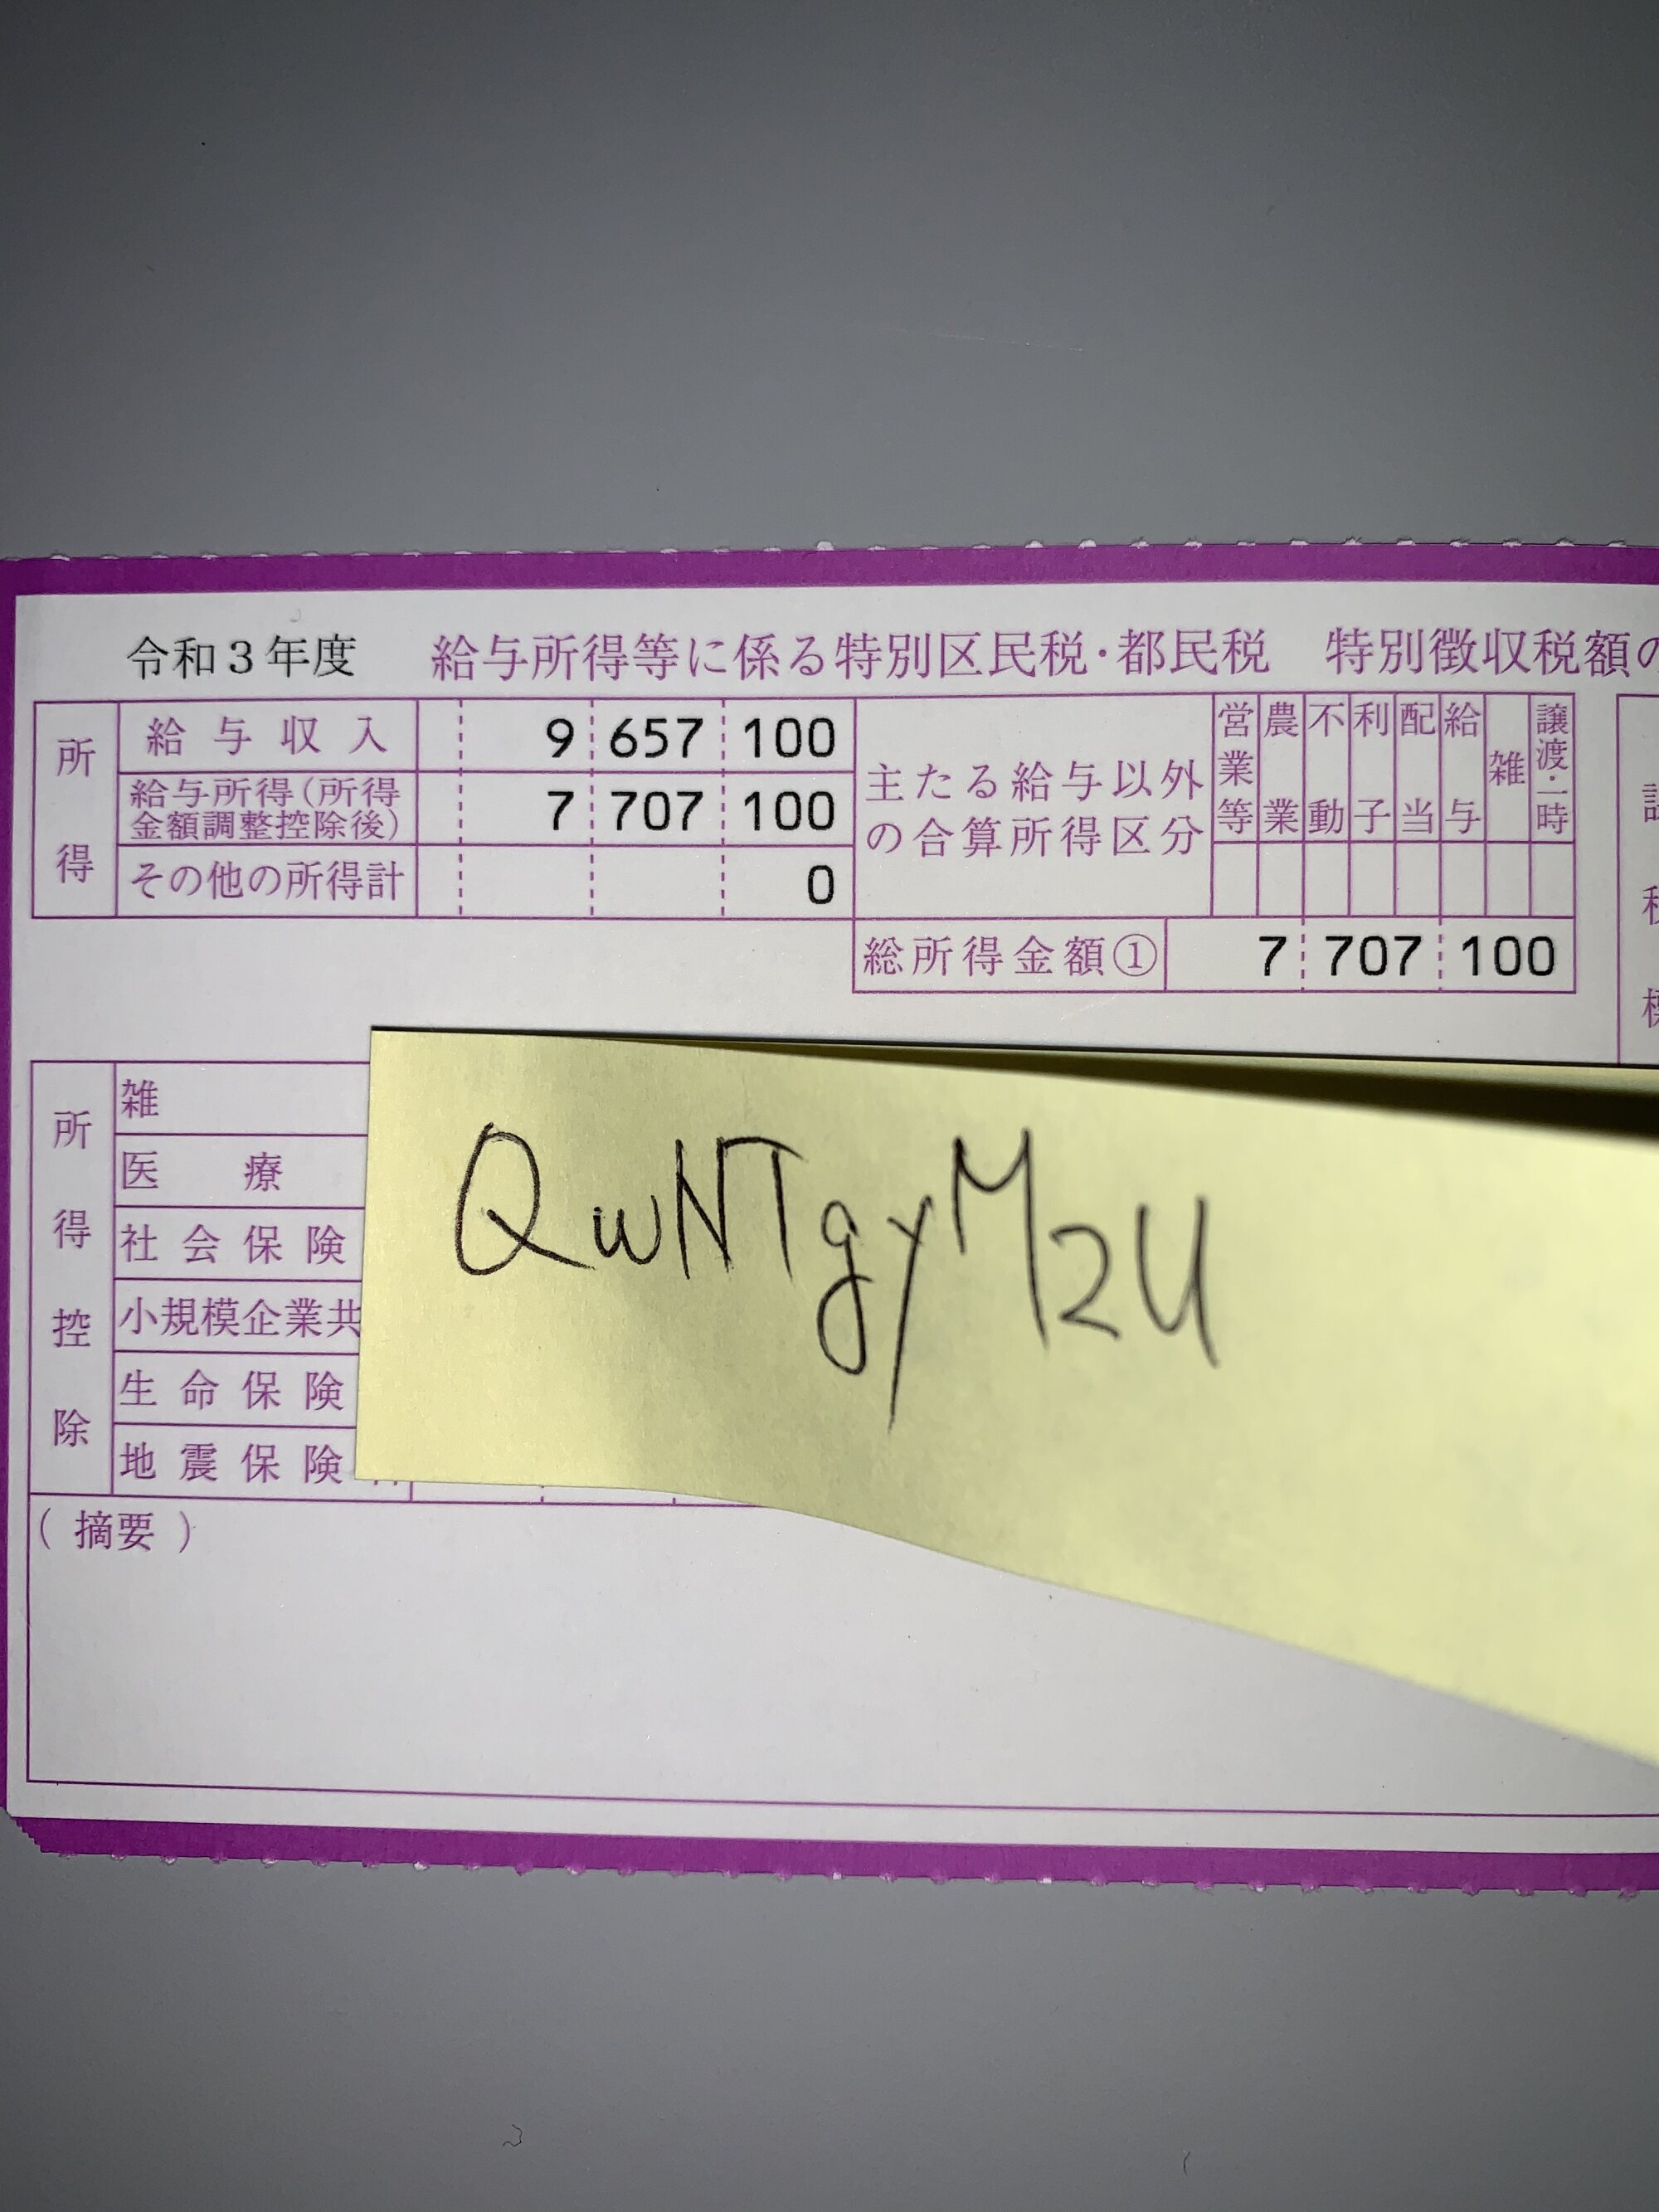 令和3年度 給与所得等に係る特別区民税・都民税 特別徴収税額の
所得
給与収入 9 657 100
給与所得(所得
金額調整控除後) 7 707 100
その他の所得計 0
主たる給与以外
の合算所得区分
営業等 農業 不動 利子 配当 給与 雑 譲渡・一時
総所得金額① 7 707 100
所得控除
雑
医療
社会保険
小規模企業共
生命保険
地震保険
QwNTgyM2U
(摘要)